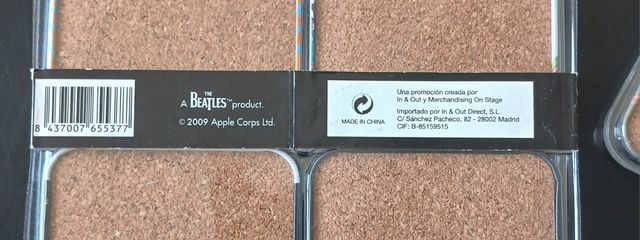 8 437007 655377
A THE BEATLES™ product.
© 2009 Apple Corps Ltd.
MADE IN CHINA
Una promoción creada por
In & Out y Merchandising On Stage
Importado por In & Out Direct, S.L.
C/ Sánchez Pacheco, 82 - 28002 Madrid
CIF: B-85159515